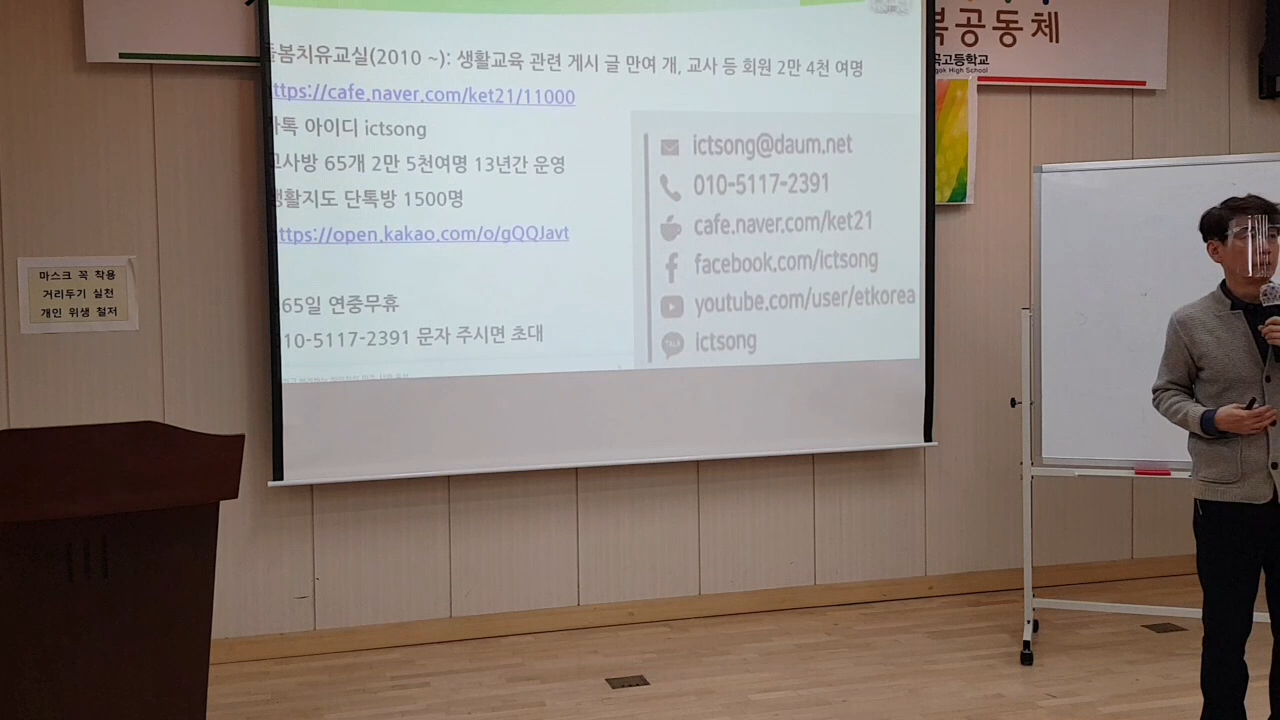 복공동체
곡고등학교
gok High School
돌봄치유교실(2010 ~): 생활교육 관련 게시 글 만여 개, 교사 등 회원 2만 4천 여명
ttps://cafe.naver.com/ket21/11000
카톡 아이디 ictsong
교사방 65개 2만 5천여명 13년간 운영
생활지도 단톡방 1500명
ttps://open.kakao.com/o/gQQJavt
65일 연중무휴
10-5117-2391 문자 주시면 초대
ictsong@daum.net
010-5117-2391
cafe.naver.com/ket21
facebook.com/ictsong
youtube.com/user/etkorea
TALK
ictsong
마스크 꼭 착용
거리두기 실천
개인 위생 철저